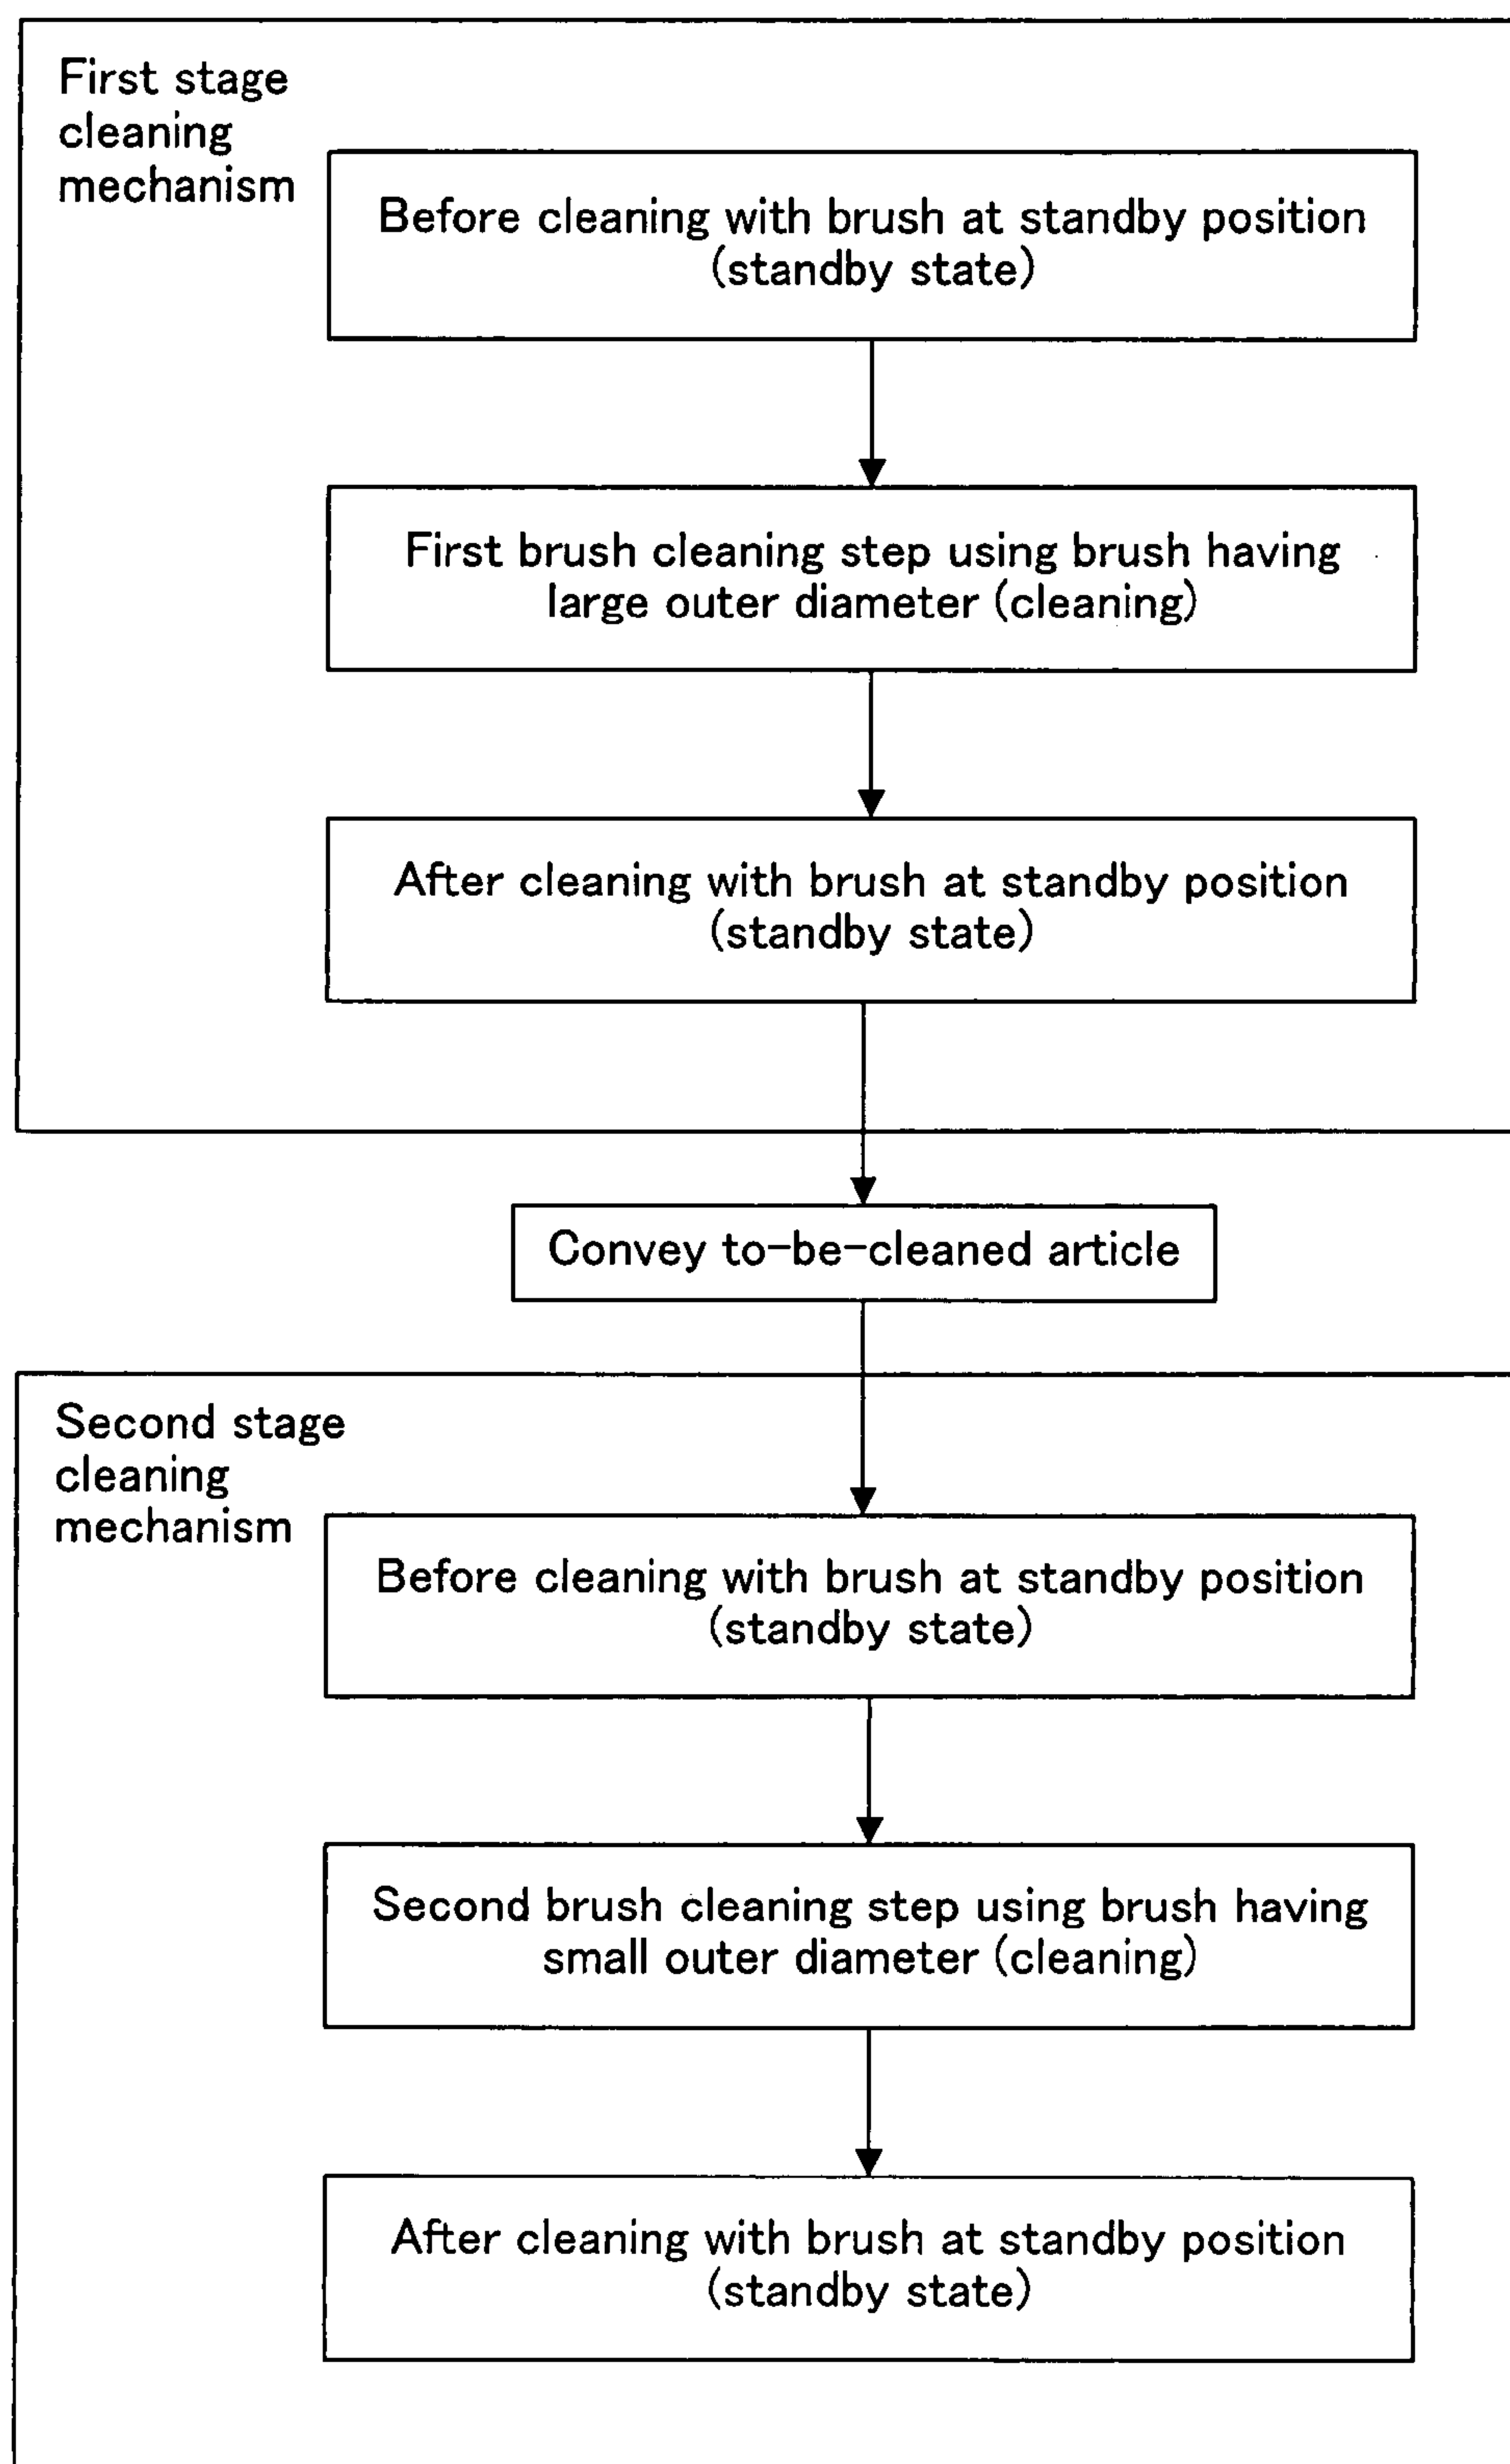 First stage
cleaning
mechanism
Before cleaning with brush at standby position
(standby state)
First brush cleaning step using brush having
large outer diameter (cleaning)
After cleaning with brush at standby position
(standby state)
Convey to-be-cleaned article
Second stage
cleaning
mechanism
Before cleaning with brush at standby position
(standby state)
Second brush cleaning step using brush having
small outer diameter (cleaning)
After cleaning with brush at standby position
(standby state)